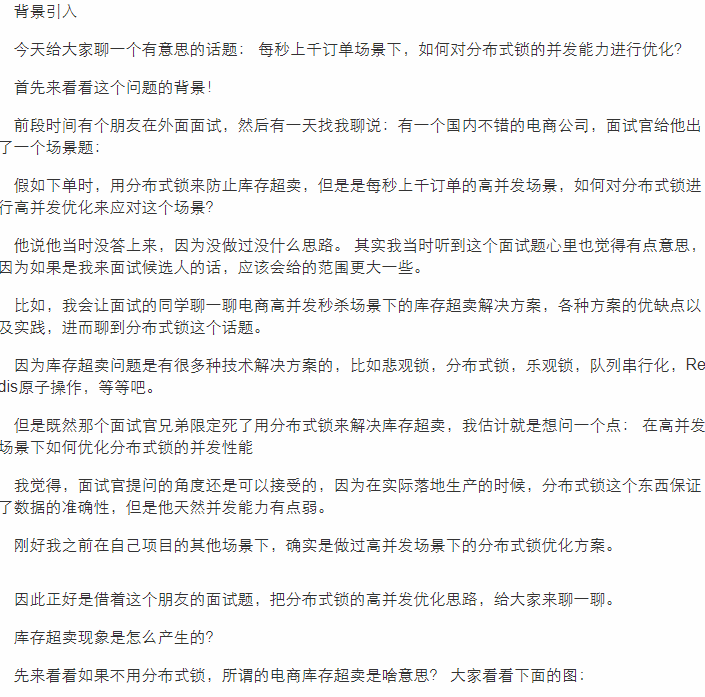 背景引入
今天给大家聊一个有意思的话题： 每秒上千订单场景下，如何对分布式锁的并发能力进行优化?
首先来看看这个问题的背景!
前段时间有个朋友在外面面试，然后有一天找我聊说：有一个国内不错的电商公司，面试官给他出
了一个场景题：
假如下单时，用分布式锁来防止库存超卖，但是是每秒上千订单的高并发场景，如何对分布式锁进
行高并发优化来应对这个场景?
他说他当时没答上来，因为没做过没什么思路。 其实我当时听到这个面试题心里也觉得有点意思，
因为如果是我来面试候选人的话，应该会给的范围更大一些。
比如，我会让面试的同学聊一聊电商高并发秒杀场景下的库存超卖解决方案，各种方案的优缺点以
及实践，进而聊到分布式锁这个话题。
因为库存超卖问题是有很多种技术解决方案的，比如悲观锁，分布式锁，乐观锁，队列串行化，Re
dis原子操作，等等吧。
但是既然那个面试官兄弟限定死了用分布式锁来解决库存超卖，我估计就是想问一个点： 在高并发
场景下如何优化分布式锁的并发性能
我觉得，面试官提问的角度还是可以接受的，因为在实际落地生产的时候，分布式锁这个东西保证
了数据的准确性，但是他天然并发能力有点弱。
刚好我之前在自己项目的其他场景下，确实是做过高并发场景下的分布式锁优化方案。
因此正好是借着这个朋友的面试题，把分布式锁的高并发优化思路，给大家来聊一聊。
库存超卖现象是怎么产生的?
先来看看如果不用分布式锁，所谓的电商库存超卖是啥意思? 大家看看下面的图：